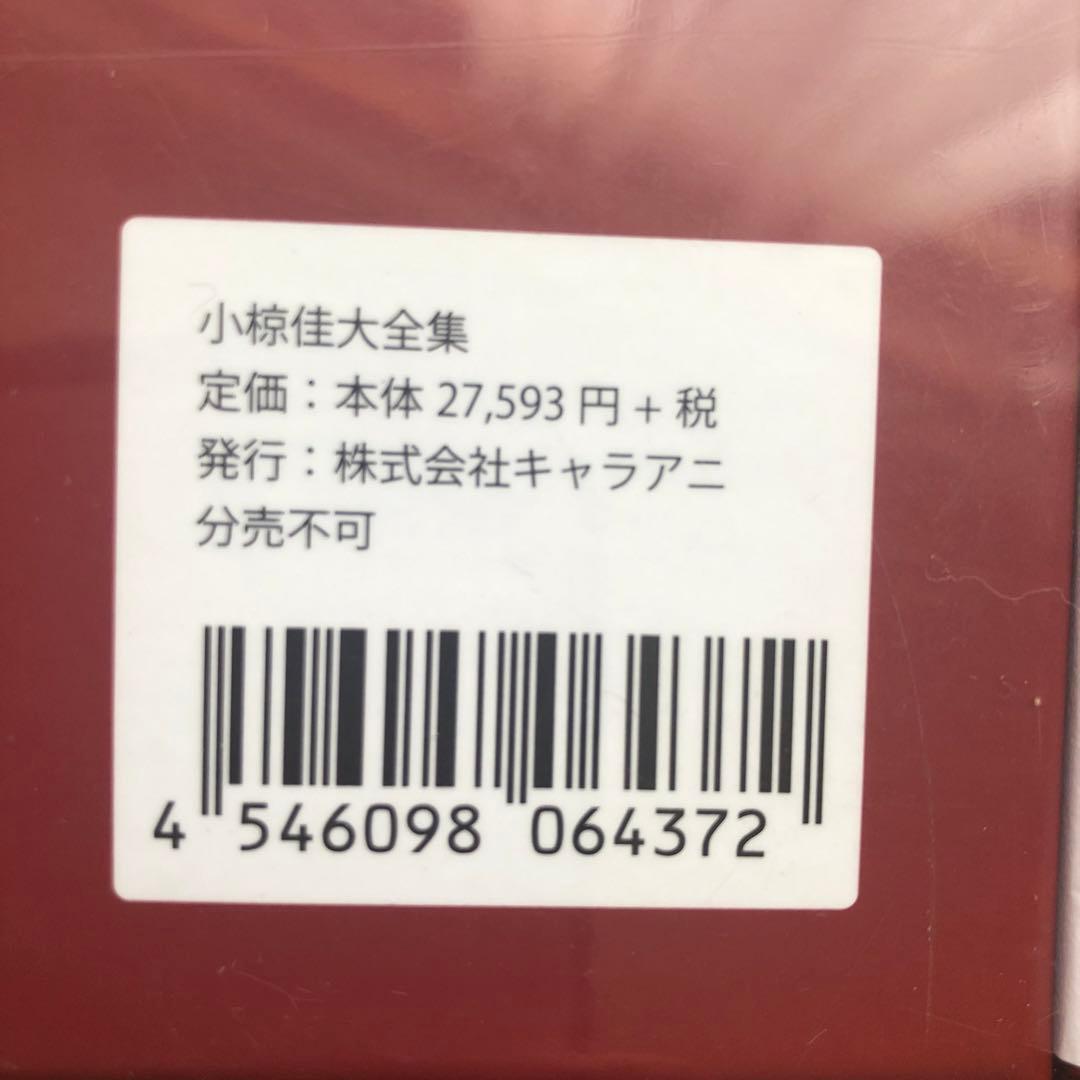 小椋佳大全集
定価：本体 27,593 円 + 税
発行：株式会社キャラアニ
分売不可
4 546098 064372